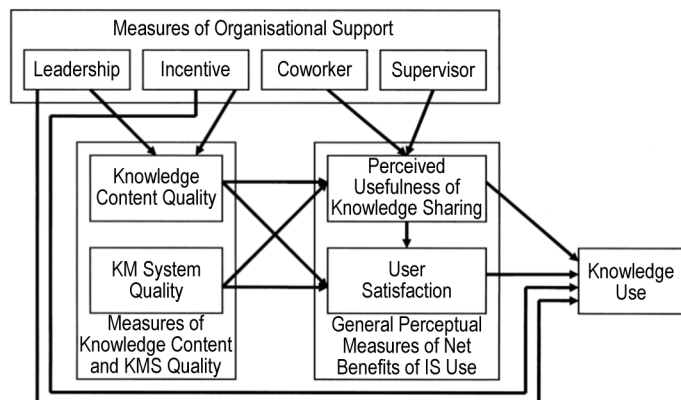 Measures of Organisational Support
Leadership
Incentive
Coworker
Supervisor
Knowledge
Content Quality
Perceived
Usefulness of
Knowledge Sharing
KM System
Quality
User
Satisfaction
Knowledge
Use
Measures of
Knowledge Content
and KMS Quality
General Perceptual
Measures of Net
Benefits of IS Use